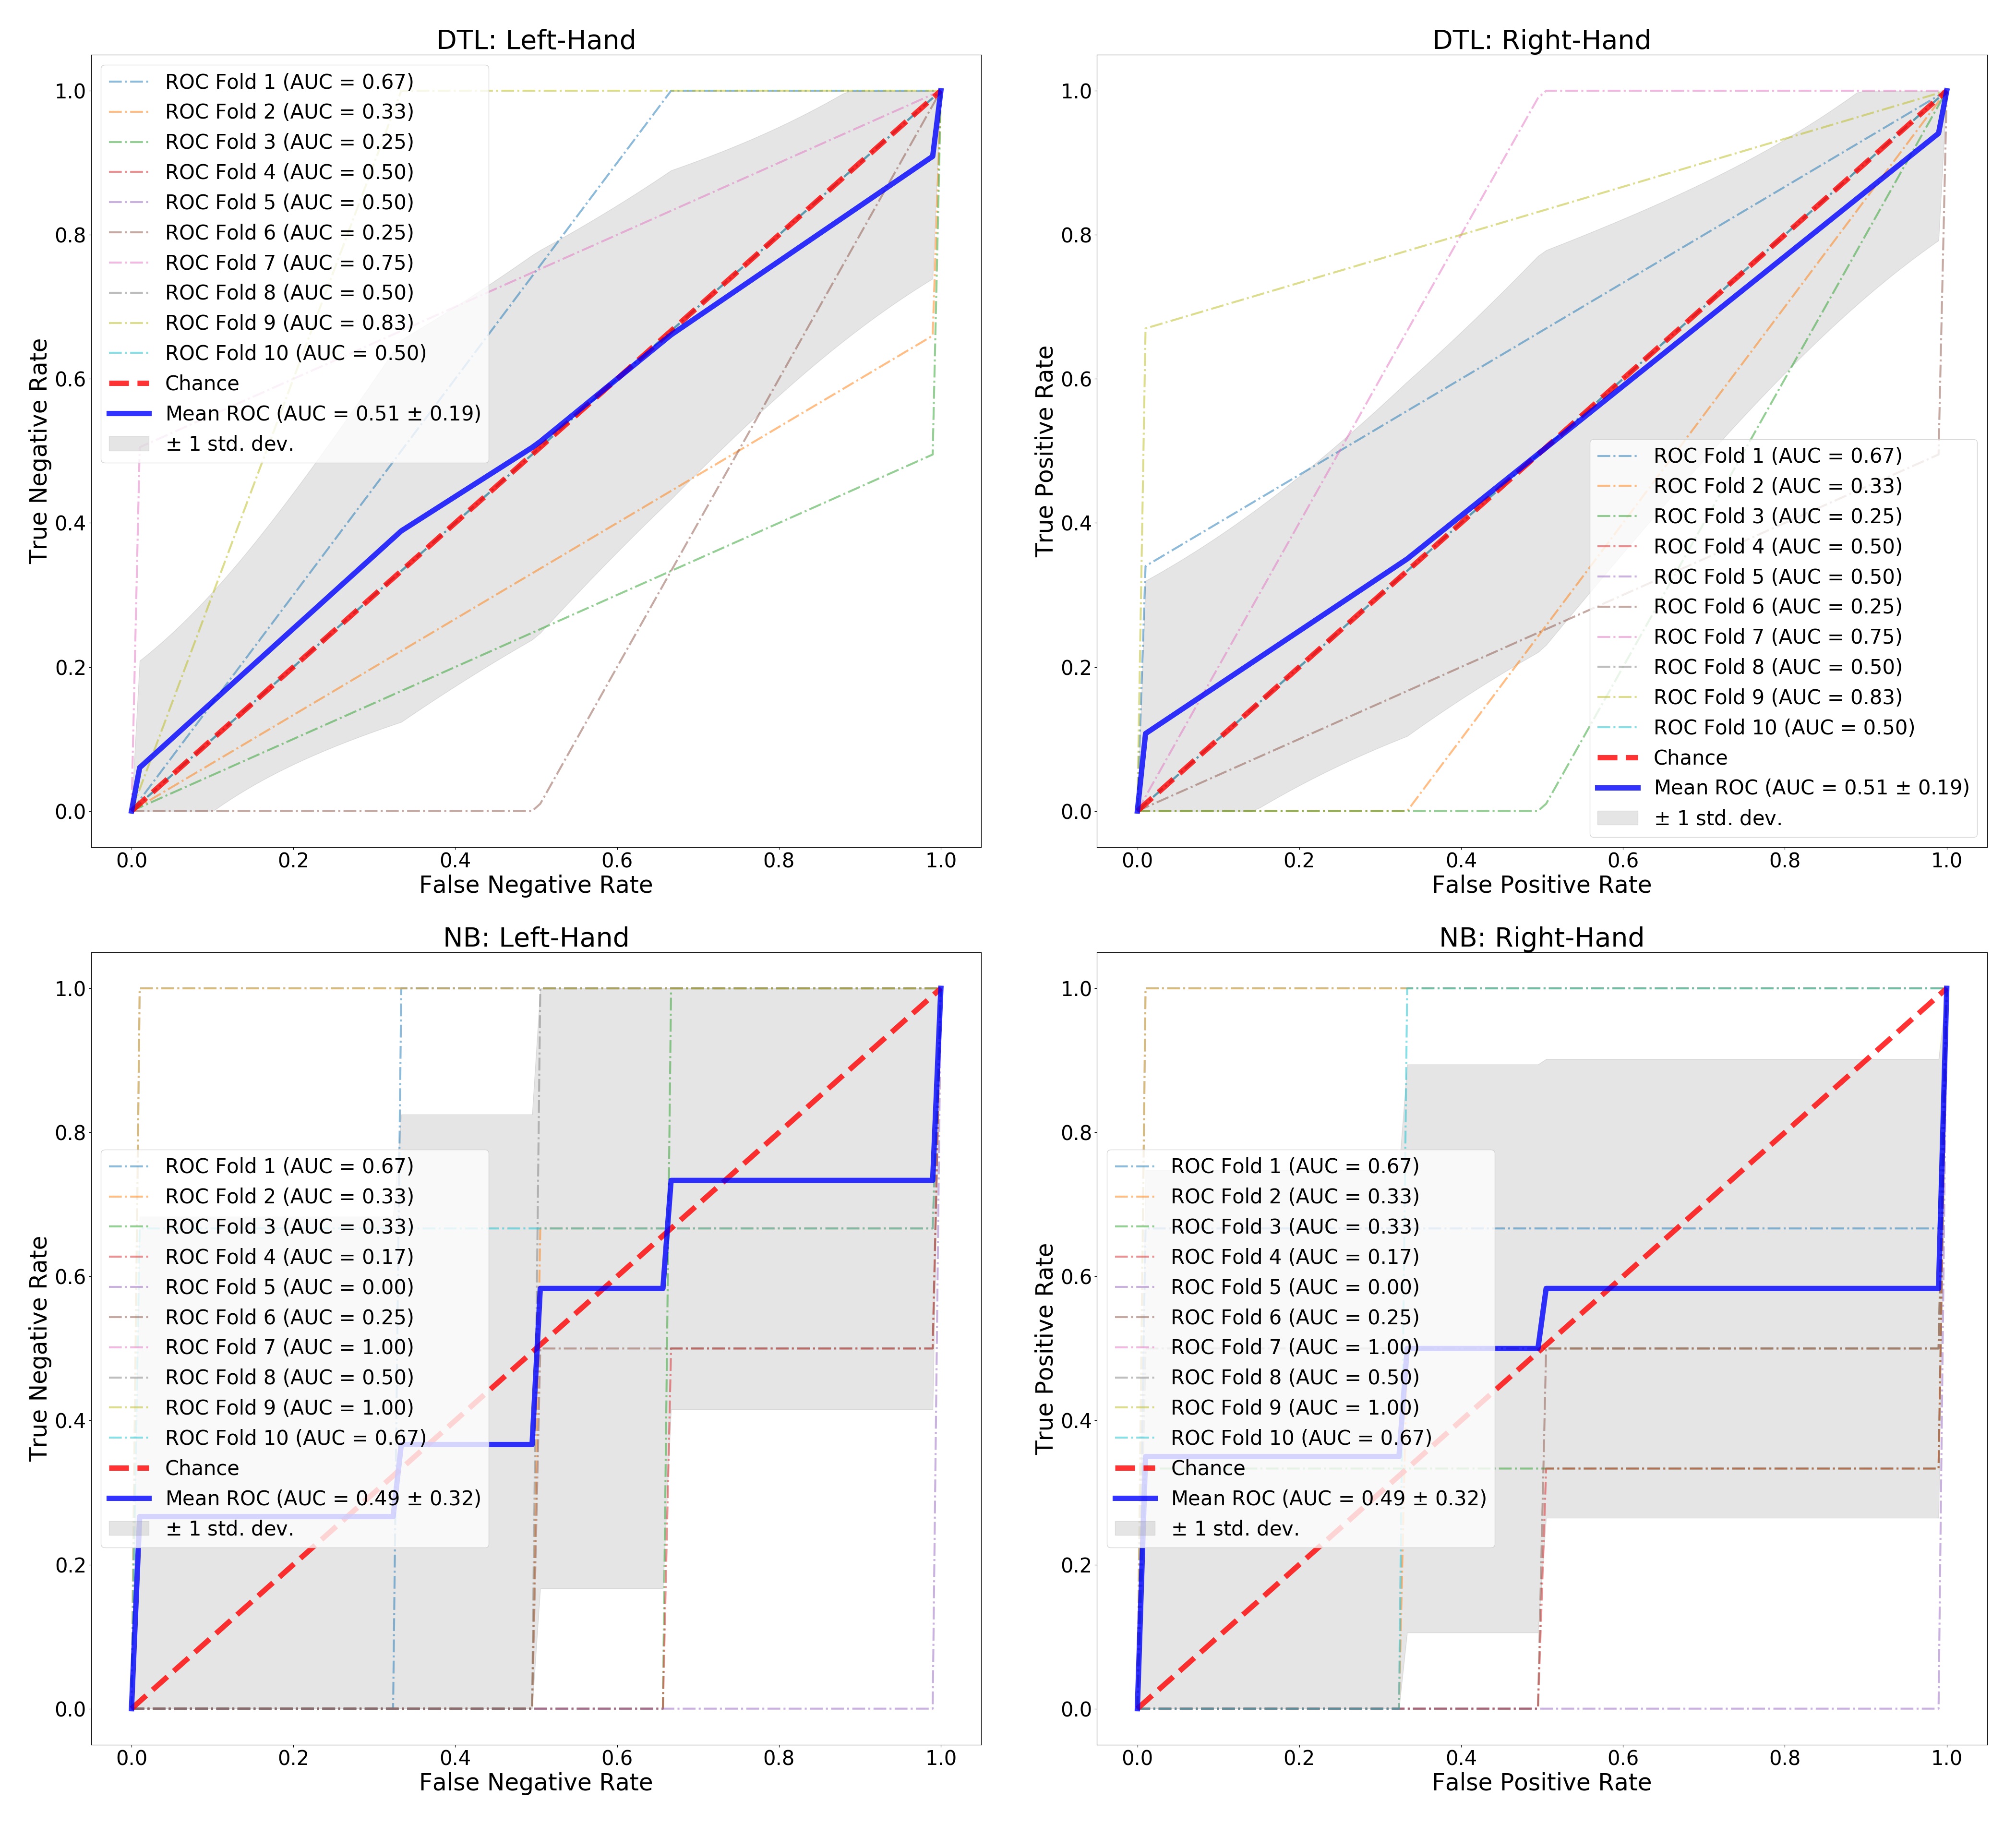 DTL: Left-Hand
True Negative Rate
1.0
0.8
0.6
0.4
0.2
0.0
ROC Fold 1 (AUC = 0.67)
ROC Fold 2 (AUC = 0.33)
ROC Fold 3 (AUC = 0.25)
ROC Fold 4 (AUC = 0.50)
ROC Fold 5 (AUC = 0.50)
ROC Fold 6 (AUC = 0.25)
ROC Fold 7 (AUC = 0.75)
ROC Fold 8 (AUC = 0.50)
ROC Fold 9 (AUC = 0.83)
ROC Fold 10 (AUC = 0.50)
Chance
Mean ROC (AUC = 0.51 ± 0.19)
± 1 std. dev.
0.0 0.2 0.4 0.6 0.8 1.0
False Negative Rate
DTL: Right-Hand
True Positive Rate
1.0
0.8
0.6
0.4
0.2
0.0
ROC Fold 1 (AUC = 0.67)
ROC Fold 2 (AUC = 0.33)
ROC Fold 3 (AUC = 0.25)
ROC Fold 4 (AUC = 0.50)
ROC Fold 5 (AUC = 0.50)
ROC Fold 6 (AUC = 0.25)
ROC Fold 7 (AUC = 0.75)
ROC Fold 8 (AUC = 0.50)
ROC Fold 9 (AUC = 0.83)
ROC Fold 10 (AUC = 0.50)
Chance
Mean ROC (AUC = 0.51 ± 0.19)
± 1 std. dev.
0.0 0.2 0.4 0.6 0.8 1.0
False Positive Rate
NB: Left-Hand
True Negative Rate
1.0
0.8
0.6
0.4
0.2
0.0
ROC Fold 1 (AUC = 0.67)
ROC Fold 2 (AUC = 0.33)
ROC Fold 3 (AUC = 0.33)
ROC Fold 4 (AUC = 0.17)
ROC Fold 5 (AUC = 0.00)
ROC Fold 6 (AUC = 0.25)
ROC Fold 7 (AUC = 1.00)
ROC Fold 8 (AUC = 0.50)
ROC Fold 9 (AUC = 1.00)
ROC Fold 10 (AUC = 0.67)
Chance
Mean ROC (AUC = 0.49 ± 0.32)
± 1 std. dev.
0.0 0.2 0.4 0.6 0.8 1.0
False Negative Rate
NB: Right-Hand
True Positive Rate
1.0
0.8
0.6
0.4
0.2
0.0
ROC Fold 1 (AUC = 0.67)
ROC Fold 2 (AUC = 0.33)
ROC Fold 3 (AUC = 0.33)
ROC Fold 4 (AUC = 0.17)
ROC Fold 5 (AUC = 0.00)
ROC Fold 6 (AUC = 0.25)
ROC Fold 7 (AUC = 1.00)
ROC Fold 8 (AUC = 0.50)
ROC Fold 9 (AUC = 1.00)
ROC Fold 10 (AUC = 0.67)
Chance
Mean ROC (AUC = 0.49 ± 0.32)
± 1 std. dev.
0.0 0.2 0.4 0.6 0.8 1.0
False Positive Rate